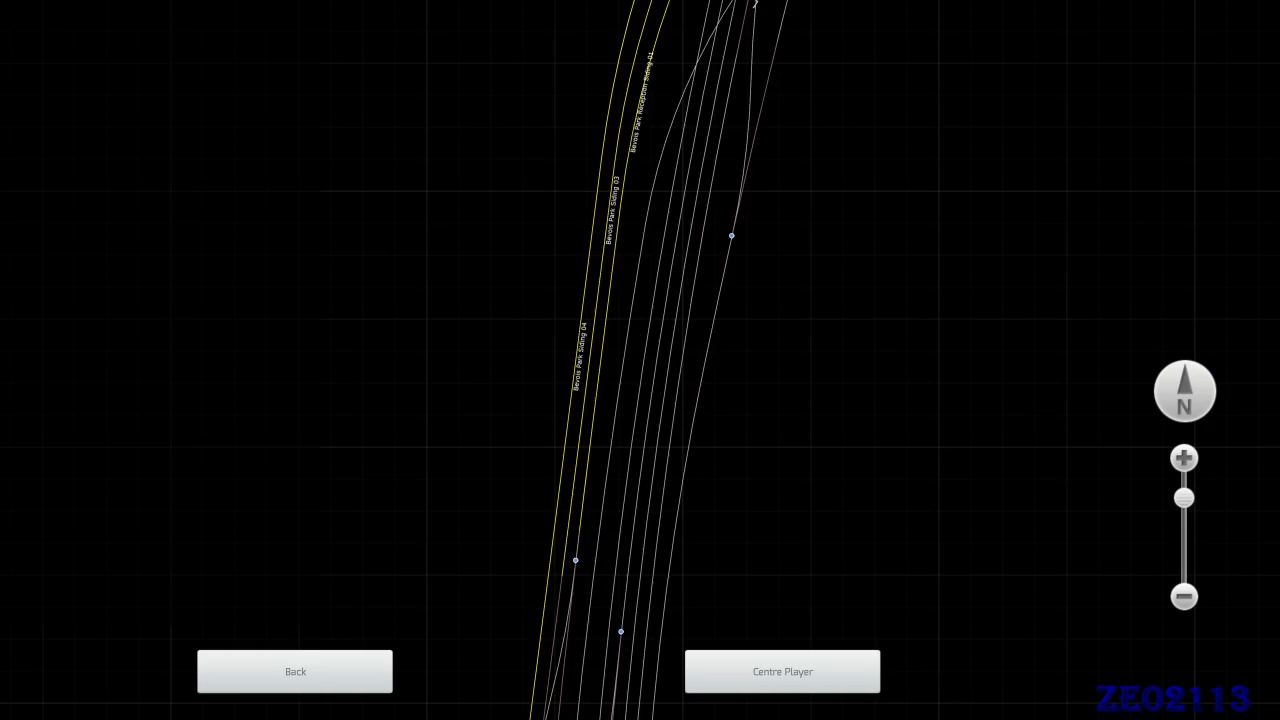 Bevois Park Reception Siding 01
Bevois Park Siding 03
Bevois Park Siding 04
N
Back
Centre Player
ZE02113